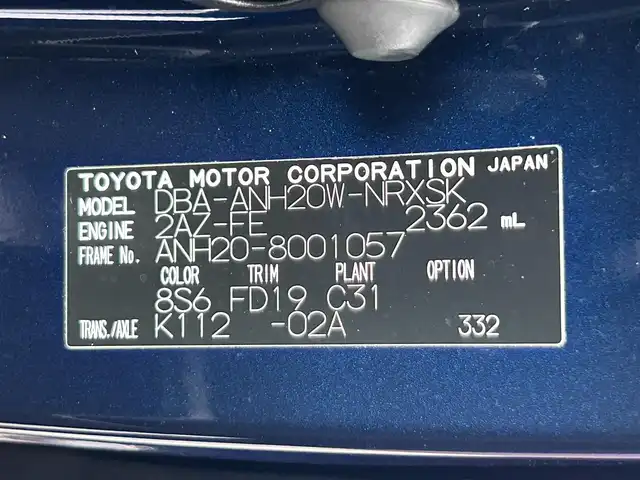 TOYOTA MOTOR CORPORATION JAPAN
MODEL DBA-ANH20W-NRXSK
ENGINE 2AZ-FE 2362 mL
FRAME No. ANH20-8001057
COLOR TRIM PLANT OPTION
8S6 FD19 C31
TRANS./AXLE K112 -02A 332